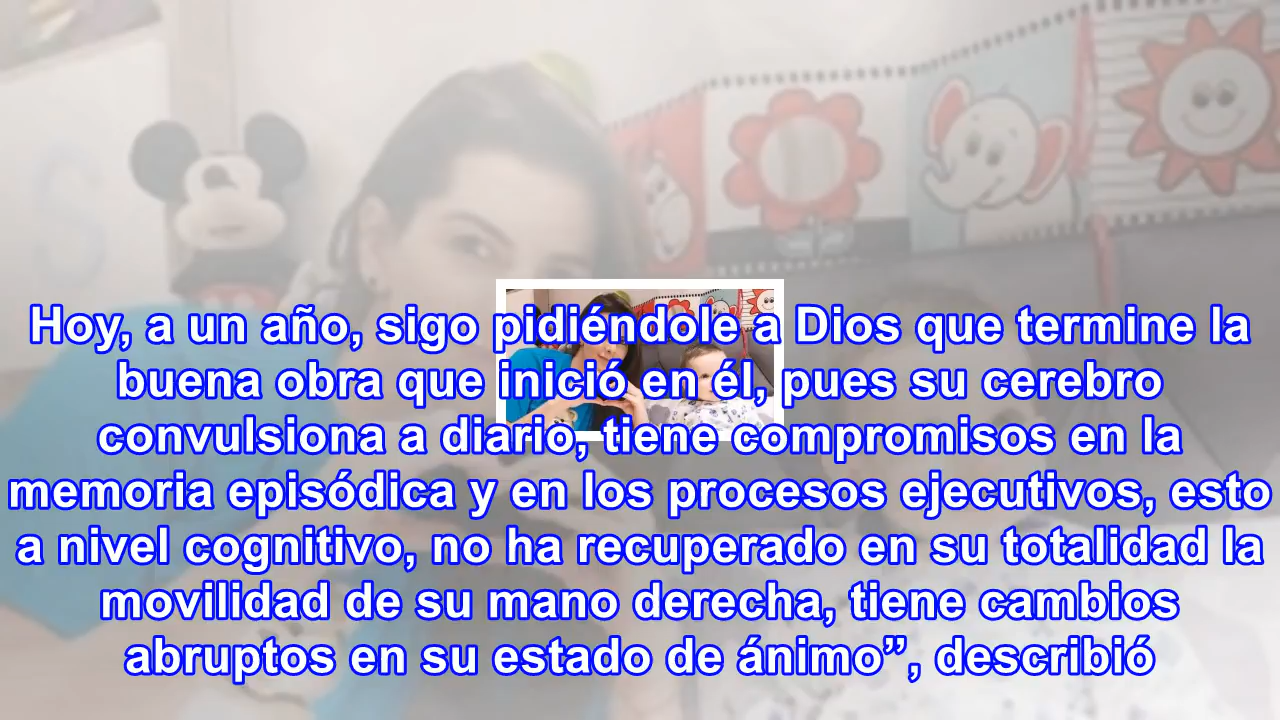 Hoy, a un año, sigo pidiéndole a Dios que termine la
buena obra que inició en él, pues su cerebro
convulsiona a diario, tiene compromisos en la
memoria episódica y en los procesos ejecutivos, esto
a nivel cognitivo, no ha recuperado en su totalidad la
movilidad de su mano derecha, tiene cambios
abruptos en su estado de ánimo”, describió